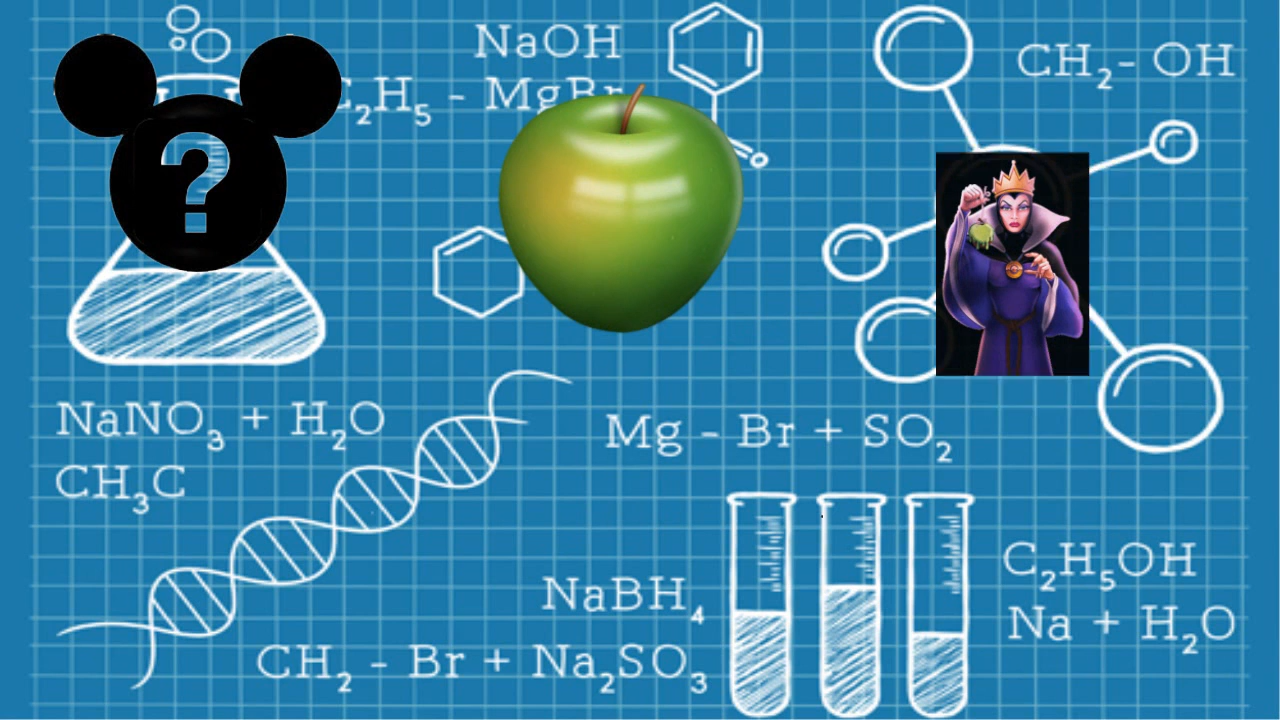 NaOH
C₂H₅ - MgBr
CH₂- OH
?
NaNO₃ + H₂O
CH₃C
Mg - Br + SO₂
NaBH₄
CH₂ - Br + Na₂SO₃
C₂H₅OH
Na + H₂O